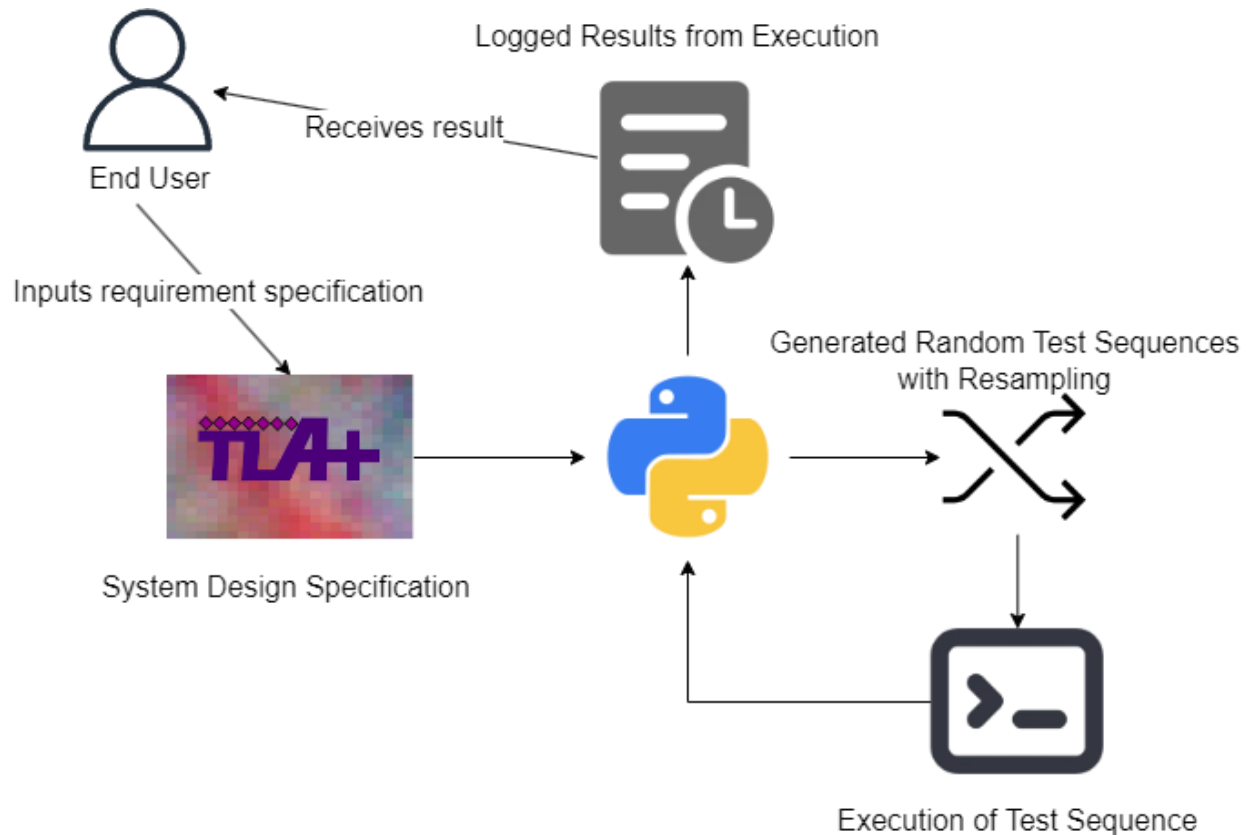 Logged Results from Execution
Receives result
End User
Inputs requirement specification
TLA+
System Design Specification
Generated Random Test Sequences
with Resampling
Execution of Test Sequence